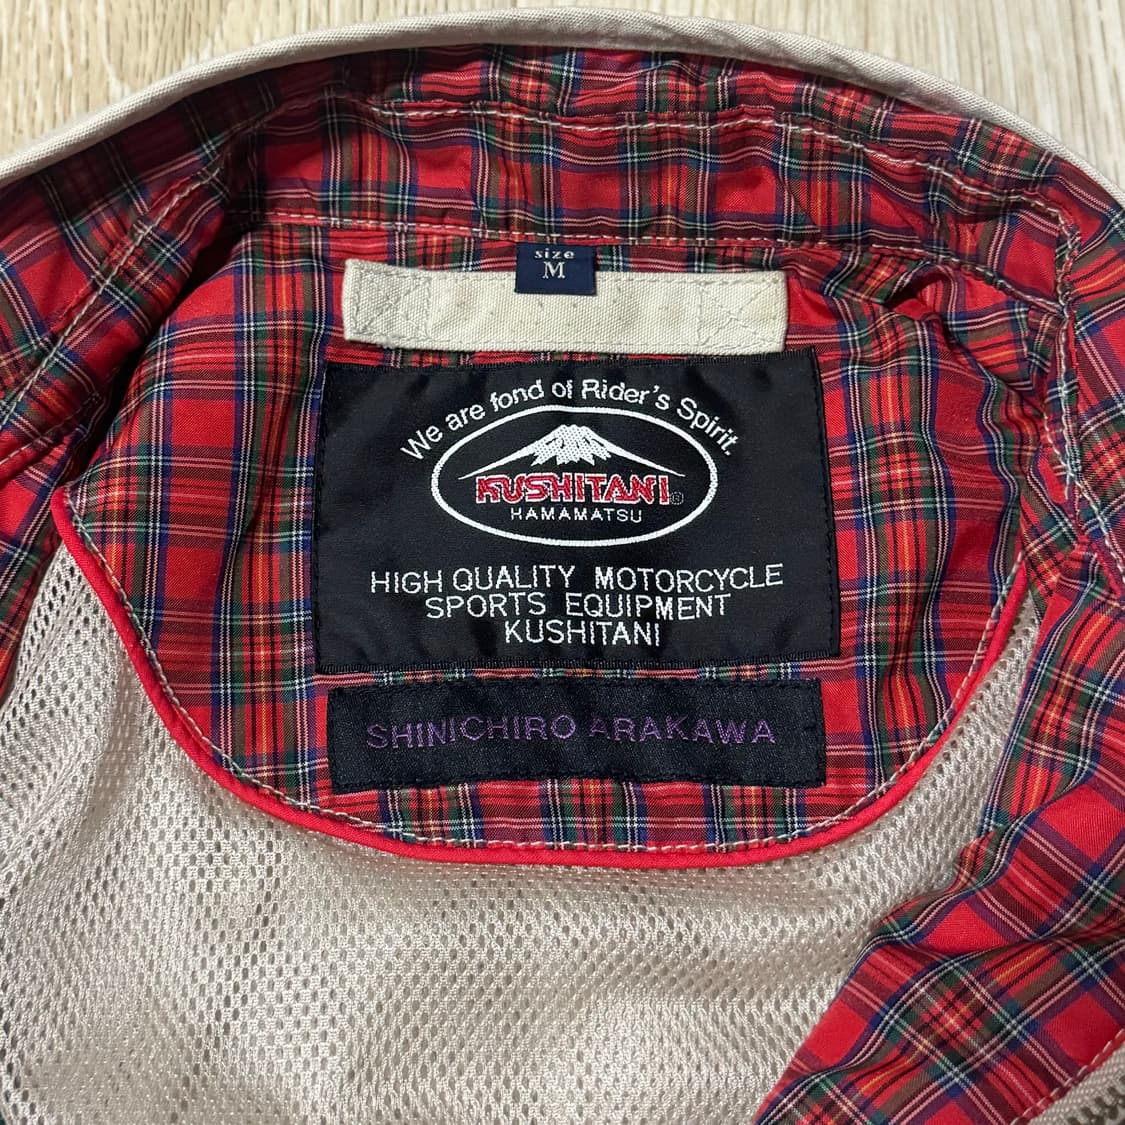 size
M
We are fond of Rider's Spirit.
KUSHITANI®
HAMAMATSU
HIGH QUALITY MOTORCYCLE
SPORTS EQUIPMENT
KUSHITANI
SHINICHIRO ARAKAWA